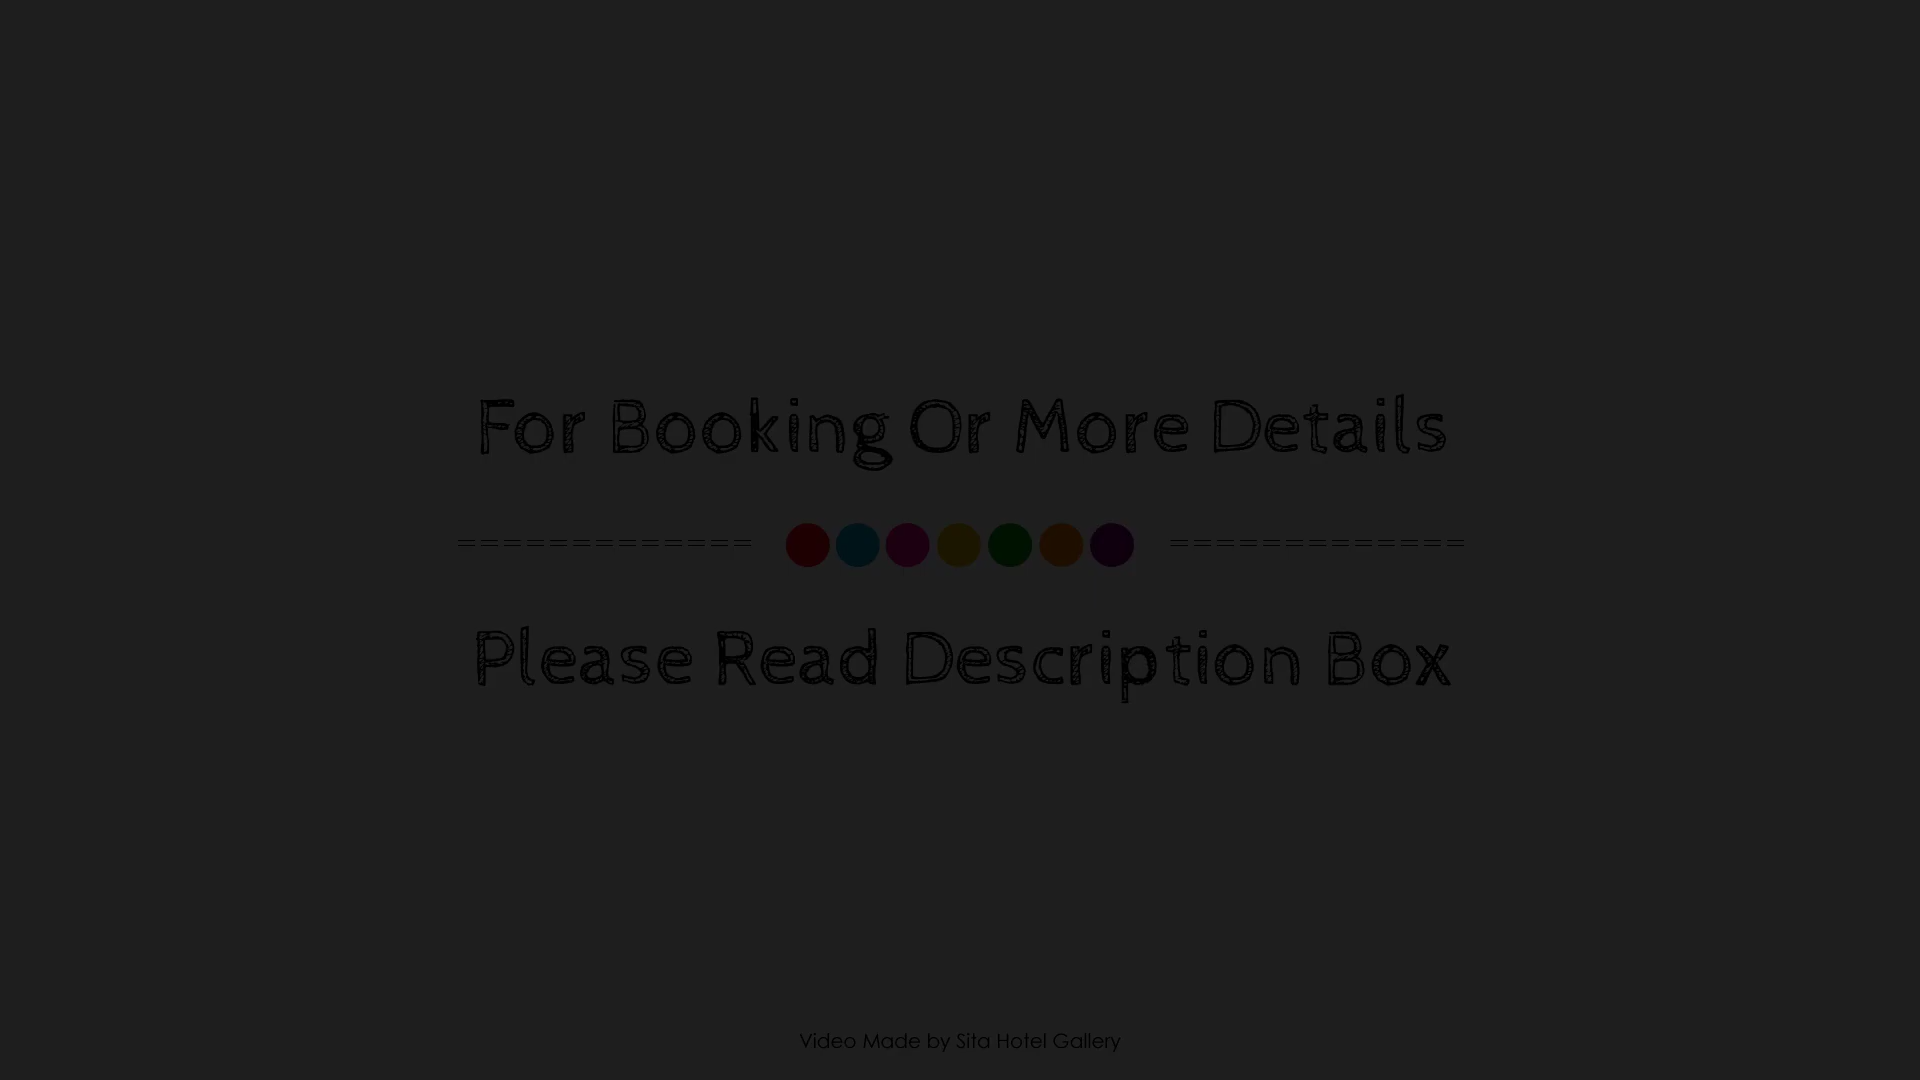 For Booking Or More Details
============= =============
Please Read Description Box
Video Made by Sita Hotel Gallery